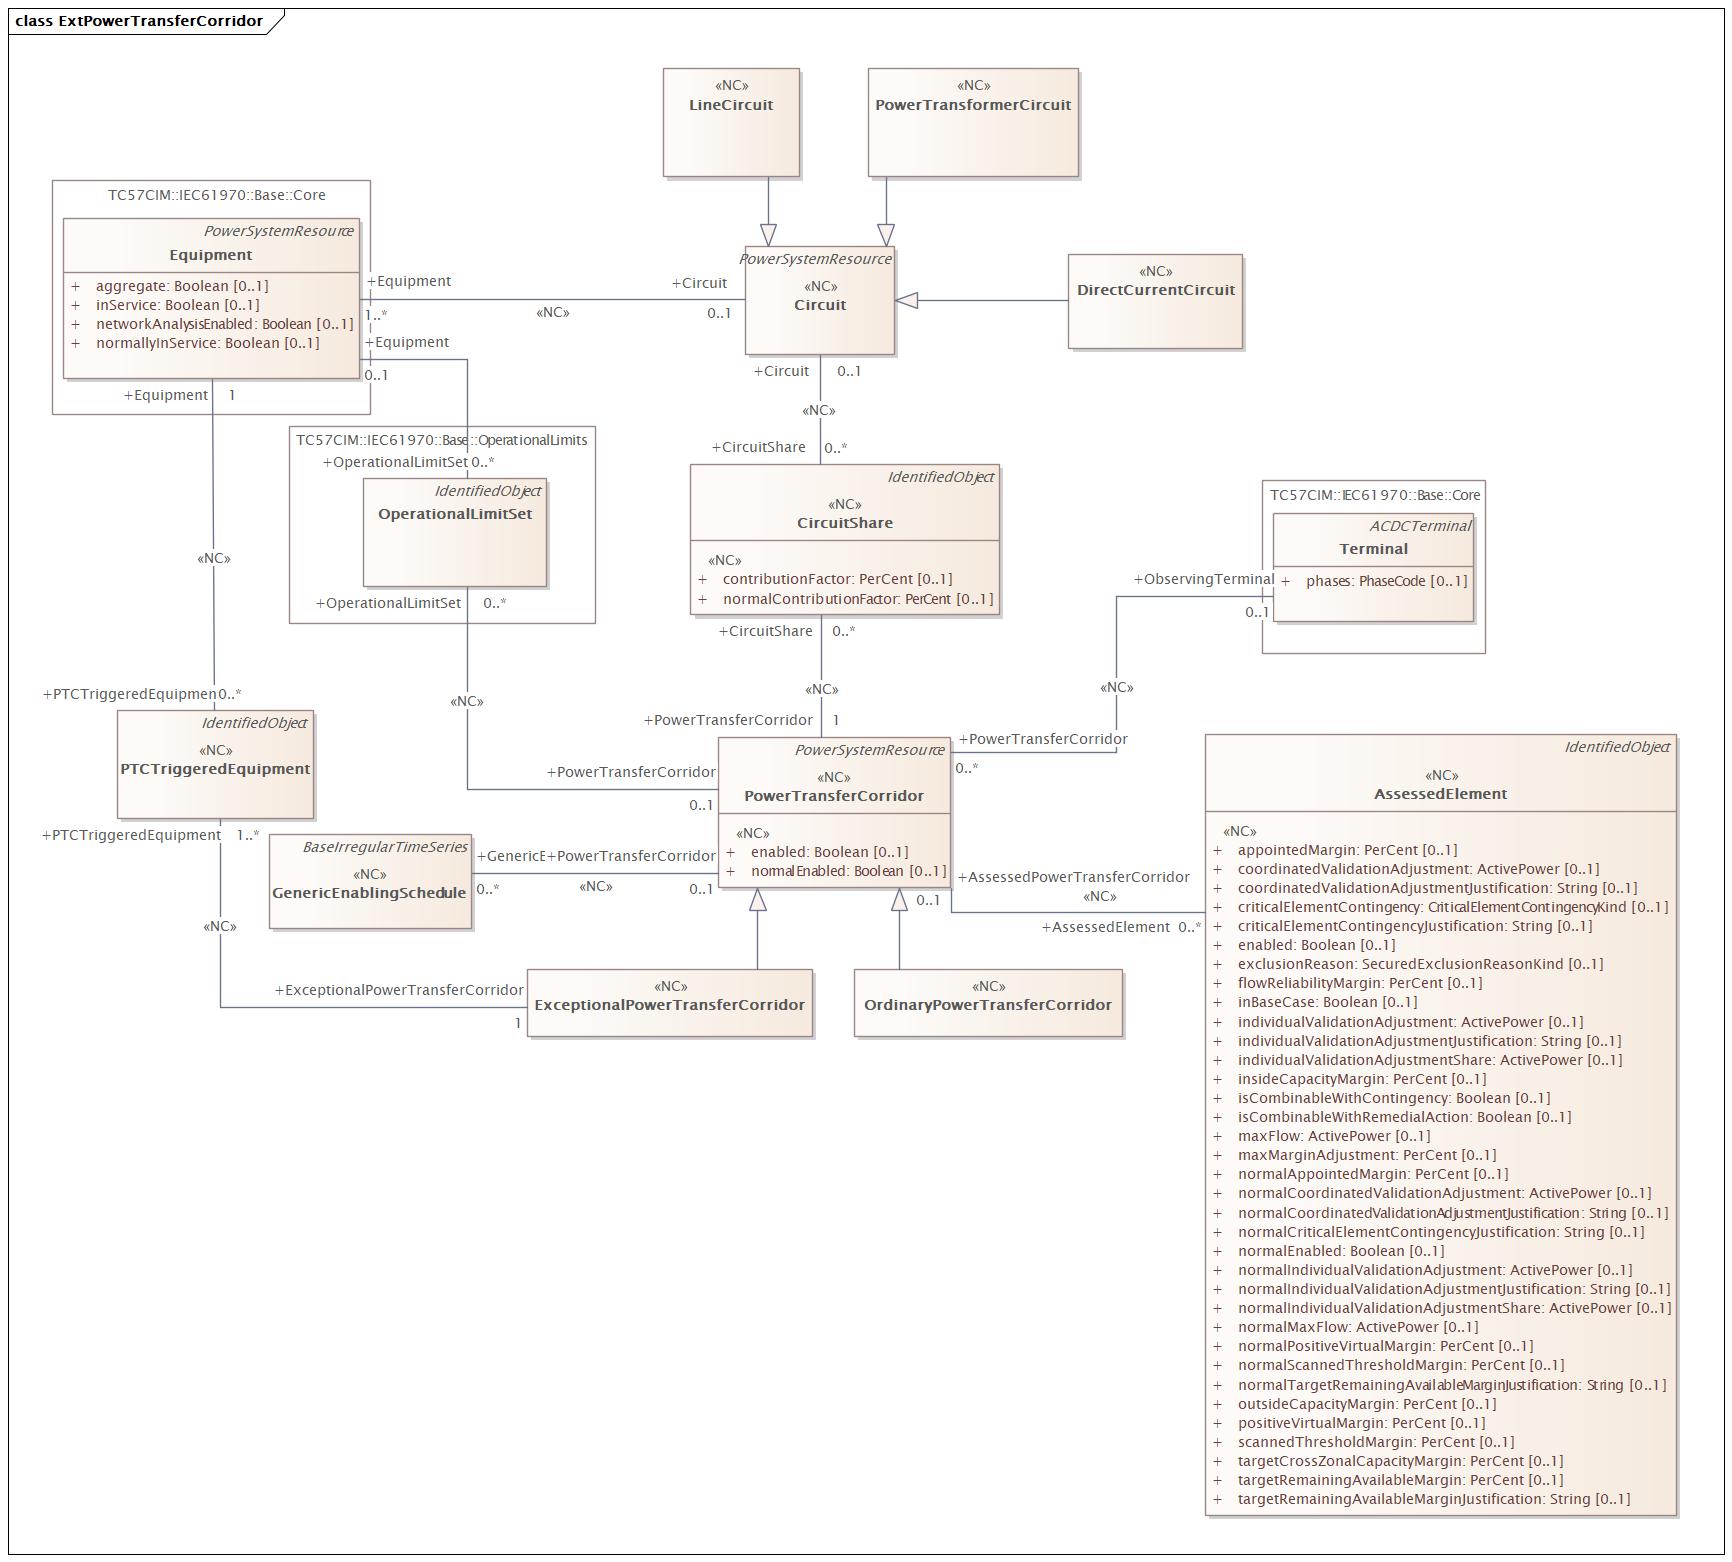 class ExtPowerTransferCorridor
«NC»
LineCircuit
«NC»
PowerTransformerCircuit
TC57CIM::IEC61970::Base::Core
PowerSystemResource
Equipment
+ aggregate: Boolean [0..1]
+ inService: Boolean [0..1]
+ networkAnalysisEnabled: Boolean [0..1]
+ normallyInService: Boolean [0..1]
+Equipment
1..*
«NC»
+Circuit
0..1
PowerSystemResource
«NC»
Circuit
«NC»
DirectCurrentCircuit
+Equipment
0..1
+Equipment 1
+Circuit 0..1
«NC»
+CircuitShare 0..*
TC57CIM::IEC61970::Base::OperationalLimits
+OperationalLimitSet 0..*
IdentifiedObject
OperationalLimitSet
+OperationalLimitSet 0..*
IdentifiedObject
«NC»
CircuitShare
«NC»
+ contributionFactor: PerCent [0..1]
+ normalContributionFactor: PerCent [0..1]
+CircuitShare 0..*
«NC»
+PowerTransferCorridor 1
TC57CIM::IEC61970::Base::Core
ACDCTerminal
Terminal
+ phases: PhaseCode [0..1]
+ObservingTerminal
0..1
«NC»
+PowerTransferCorridor
0..*
«NC»
+PTCTriggeredEquipmen 0..*
IdentifiedObject
«NC»
PTCTriggeredEquipment
+PTCTriggeredEquipment 1..*
«NC»
+PowerTransferCorridor
0..1
PowerSystemResource
«NC»
PowerTransferCorridor
«NC»
+ enabled: Boolean [0..1]
+ normalEnabled: Boolean [0..1]
BaseIrregularTimeSeries
«NC»
GenericEnablingSchedule
+GenericE+PowerTransferCorridor
0..* «NC» 0..1
0..1
+AssessedPowerTransferCorridor
«NC»
+AssessedElement 0..*
«NC»
+ExceptionalPowerTransferCorridor
1
«NC»
ExceptionalPowerTransferCorridor
«NC»
OrdinaryPowerTransferCorridor
IdentifiedObject
«NC»
AssessedElement
«NC»
+ appointedMargin: PerCent [0..1]
+ coordinatedValidationAdjustment: ActivePower [0..1]
+ coordinatedValidationAdjustmentJustification: String [0..1]
+ criticalElementContingency: CriticalElementContingencyKind [0..1]
+ criticalElementContingencyJustification: String [0..1]
+ enabled: Boolean [0..1]
+ exclusionReason: SecuredExclusionReasonKind [0..1]
+ flowReliabilityMargin: PerCent [0..1]
+ inBaseCase: Boolean [0..1]
+ individualValidationAdjustment: ActivePower [0..1]
+ individualValidationAdjustmentJustification: String [0..1]
+ individualValidationAdjustmentShare: ActivePower [0..1]
+ insideCapacityMargin: PerCent [0..1]
+ isCombinableWithContingency: Boolean [0..1]
+ isCombinableWithRemedialAction: Boolean [0..1]
+ maxFlow: ActivePower [0..1]
+ maxMarginAdjustment: PerCent [0..1]
+ normalAppointedMargin: PerCent [0..1]
+ normalCoordinatedValidationAdjustment: ActivePower [0..1]
+ normalCoordinatedValidationAdjustmentJustification: String [0..1]
+ normalCriticalElementContingencyJustification: String [0..1]
+ normalEnabled: Boolean [0..1]
+ normalIndividualValidationAdjustment: ActivePower [0..1]
+ normalIndividualValidationAdjustmentJustification: String [0..1]
+ normalIndividualValidationAdjustmentShare: ActivePower [0..1]
+ normalMaxFlow: ActivePower [0..1]
+ normalPositiveVirtualMargin: PerCent [0..1]
+ normalScannedThresholdMargin: PerCent [0..1]
+ normalTargetRemainingAvailableMarginJustification: String [0..1]
+ outsideCapacityMargin: PerCent [0..1]
+ positiveVirtualMargin: PerCent [0..1]
+ scannedThresholdMargin: PerCent [0..1]
+ targetCrossZonalCapacityMargin: PerCent [0..1]
+ targetRemainingAvailableMargin: PerCent [0..1]
+ targetRemainingAvailableMarginJustification: String [0..1]